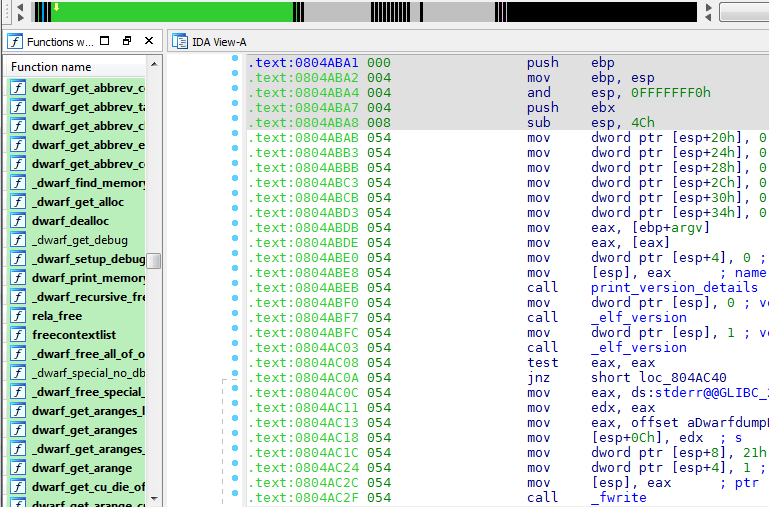 Functions w...
IDA View-A
Function name
dwarf_get_abbrev_
dwarf_get_abbrev_ta
dwarf_get_abbrev_
dwarf_get_abbrev_e
dwarf_get_abbrev_
_dwarf_find_memory
_dwarf_get_alloc
dwarf_dealloc
_dwarf_get_debug
_dwarf_setup_debug
dwarf_print_memory
_dwarf_recursive_fre
rela_free
freecontextlist
_dwarf_free_all_of_o
_dwarf_special_no_db
_dwarf_free_special_
dwarf_get_aranges_
dwarf_get_aranges
_dwarf_get_aranges_
dwarf_get_arange
dwarf_get_cu_die_of
.text:0804ABA1 000 push ebp
.text:0804ABA2 004 mov ebp, esp
.text:0804ABA4 004 and esp, 0FFFFFFF0h
.text:0804ABA7 004 push ebx
.text:0804ABA8 008 sub esp, 4Ch
.text:0804ABAB 054 mov dword ptr [esp+20h], 0
.text:0804ABB3 054 mov dword ptr [esp+24h], 0
.text:0804ABBB 054 mov dword ptr [esp+28h], 0
.text:0804ABC3 054 mov dword ptr [esp+2Ch], 0
.text:0804ABCB 054 mov dword ptr [esp+30h], 0
.text:0804ABD3 054 mov dword ptr [esp+34h], 0
.text:0804ABDB 054 mov eax, [ebp+argv]
.text:0804ABDE 054 mov eax, [eax]
.text:0804ABE0 054 mov dword ptr [esp+4], 0 ;
.text:0804ABE8 054 mov [esp], eax ; name
.text:0804ABEB 054 call print_version_details
.text:0804ABF0 054 mov dword ptr [esp], 0 ; ve
.text:0804ABF7 054 call _elf_version
.text:0804ABFC 054 mov dword ptr [esp], 1 ; ve
.text:0804AC03 054 call _elf_version
.text:0804AC08 054 test eax, eax
.text:0804AC0A 054 jnz short loc_804AC40
.text:0804AC0C 054 mov eax, ds:stderr@@GLIBC_2
.text:0804AC11 054 mov edx, eax
.text:0804AC13 054 mov eax, offset aDwarfdump
.text:0804AC18 054 mov [esp+0Ch], edx ; s
.text:0804AC1C 054 mov dword ptr [esp+8], 21h
.text:0804AC24 054 mov dword ptr [esp+4], 1 ;
.text:0804AC2C 054 mov [esp], eax ; ptr
.text:0804AC2F 054 call _fwrite